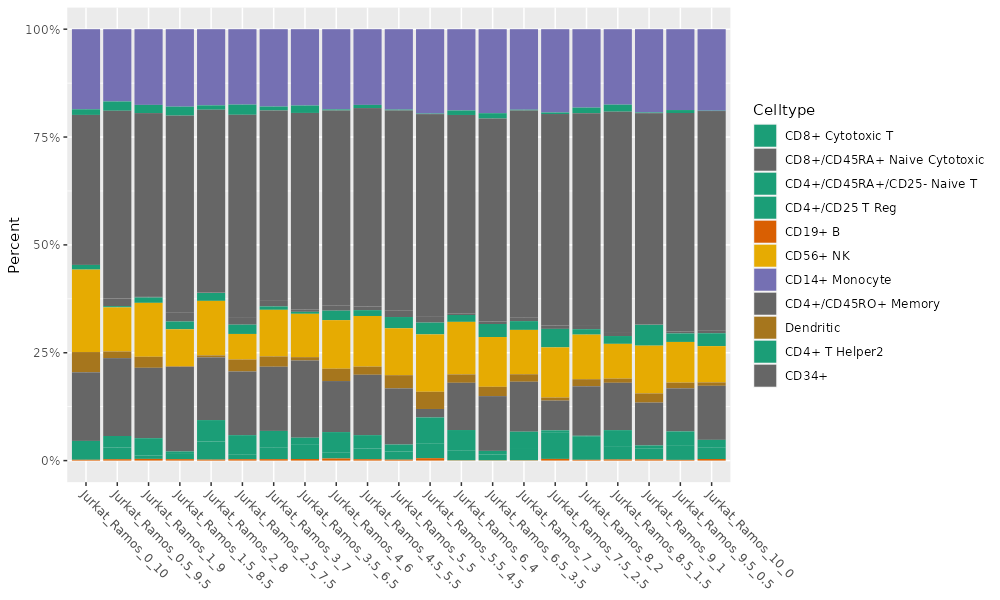 100%
75%
50%
25%
0%
Percent
Jurkat_Ramos_0_10
Jurkat_Ramos_0.5_9.5
Jurkat_Ramos_1_9
Jurkat_Ramos_1.5_8.5
Jurkat_Ramos_2_8
Jurkat_Ramos_2.5_7.5
Jurkat_Ramos_3_7
Jurkat_Ramos_3.5_6.5
Jurkat_Ramos_4_6
Jurkat_Ramos_4.5_5.5
Jurkat_Ramos_5_5
Jurkat_Ramos_5.5_4.5
Jurkat_Ramos_6_4
Jurkat_Ramos_6.5_3.5
Jurkat_Ramos_7_3
Jurkat_Ramos_7.5_2.5
Jurkat_Ramos_8_2
Jurkat_Ramos_8.5_1.5
Jurkat_Ramos_9_1
Jurkat_Ramos_9.5_0.5
Jurkat_Ramos_10_0
Celltype
CD8+ Cytotoxic T
CD8+/CD45RA+ Naive Cytotoxic
CD4+/CD45RA+/CD25- Naive T
CD4+/CD25 T Reg
CD19+ B
CD56+ NK
CD14+ Monocyte
CD4+/CD45RO+ Memory
Dendritic
CD4+ T Helper2
CD34+